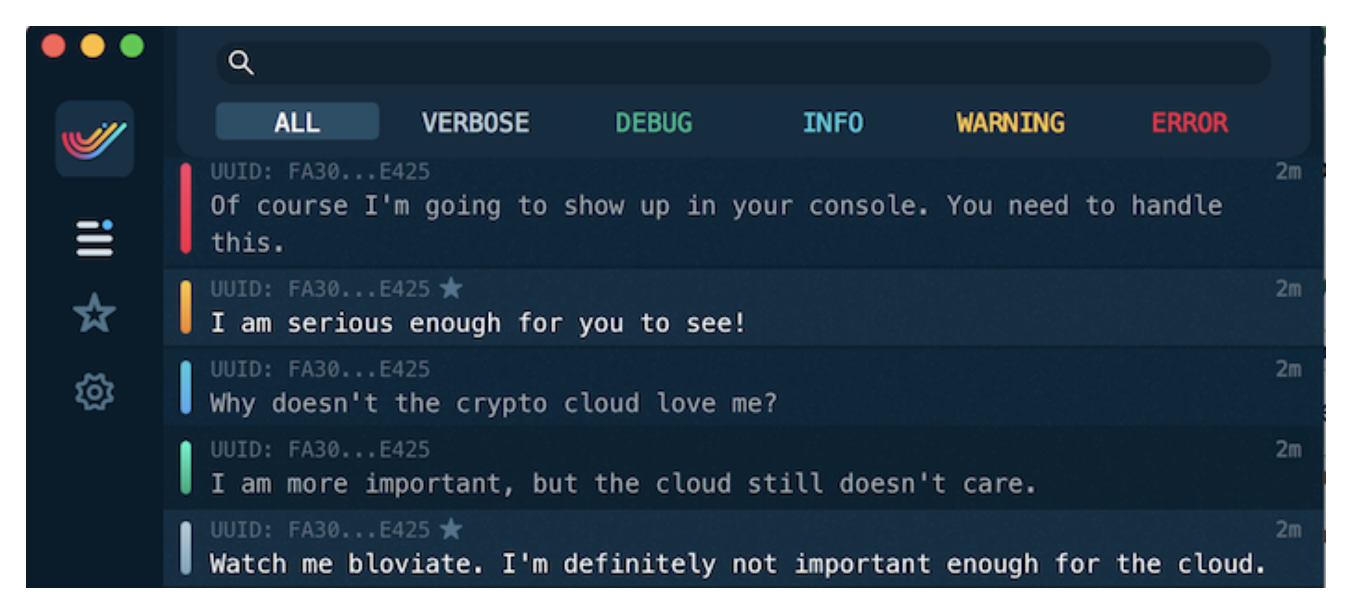 ALL VERBOSE DEBUG INFO WARNING ERROR
UUID: FA30...E425 2m
Of course I'm going to show up in your console. You need to handle
this.
UUID: FA30...E425 2m
I am serious enough for you to see!
UUID: FA30...E425 2m
Why doesn't the crypto cloud love me?
UUID: FA30...E425 2m
I am more important, but the cloud still doesn't care.
UUID: FA30...E425 2m
Watch me bloviate. I'm definitely not important enough for the cloud.